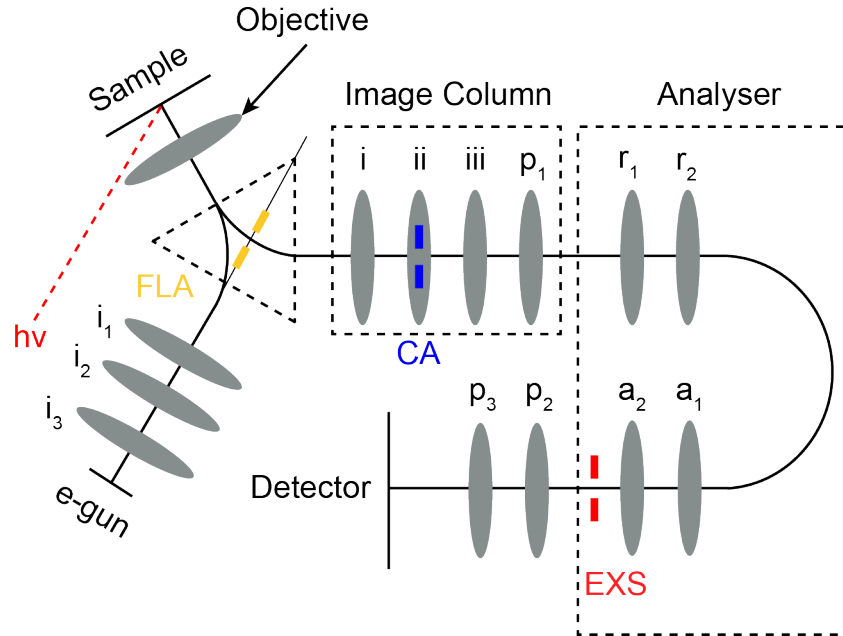 Objective
Sample
Image Column
Analyser
i
ii
iii
p₁
r₁
r₂
FLA
hν
CA
i₁
i₂
i₃
e-gun
p₃
p₂
a₂
a₁
Detector
EXS